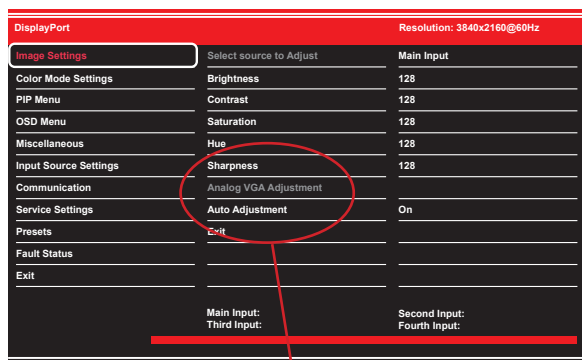 DisplayPort Resolution: 3840x2160@60Hz
Image Settings Select source to Adjust Main Input
Color Mode Settings Brightness 128
PIP Menu Contrast 128
OSD Menu Saturation 128
Miscellaneous Hue 128
Input Source Settings Sharpness 128
Communication Analog VGA Adjustment
Service Settings Auto Adjustment On
Presets Exit
Fault Status
Exit
Main Input: Second Input:
Third Input: Fourth Input: